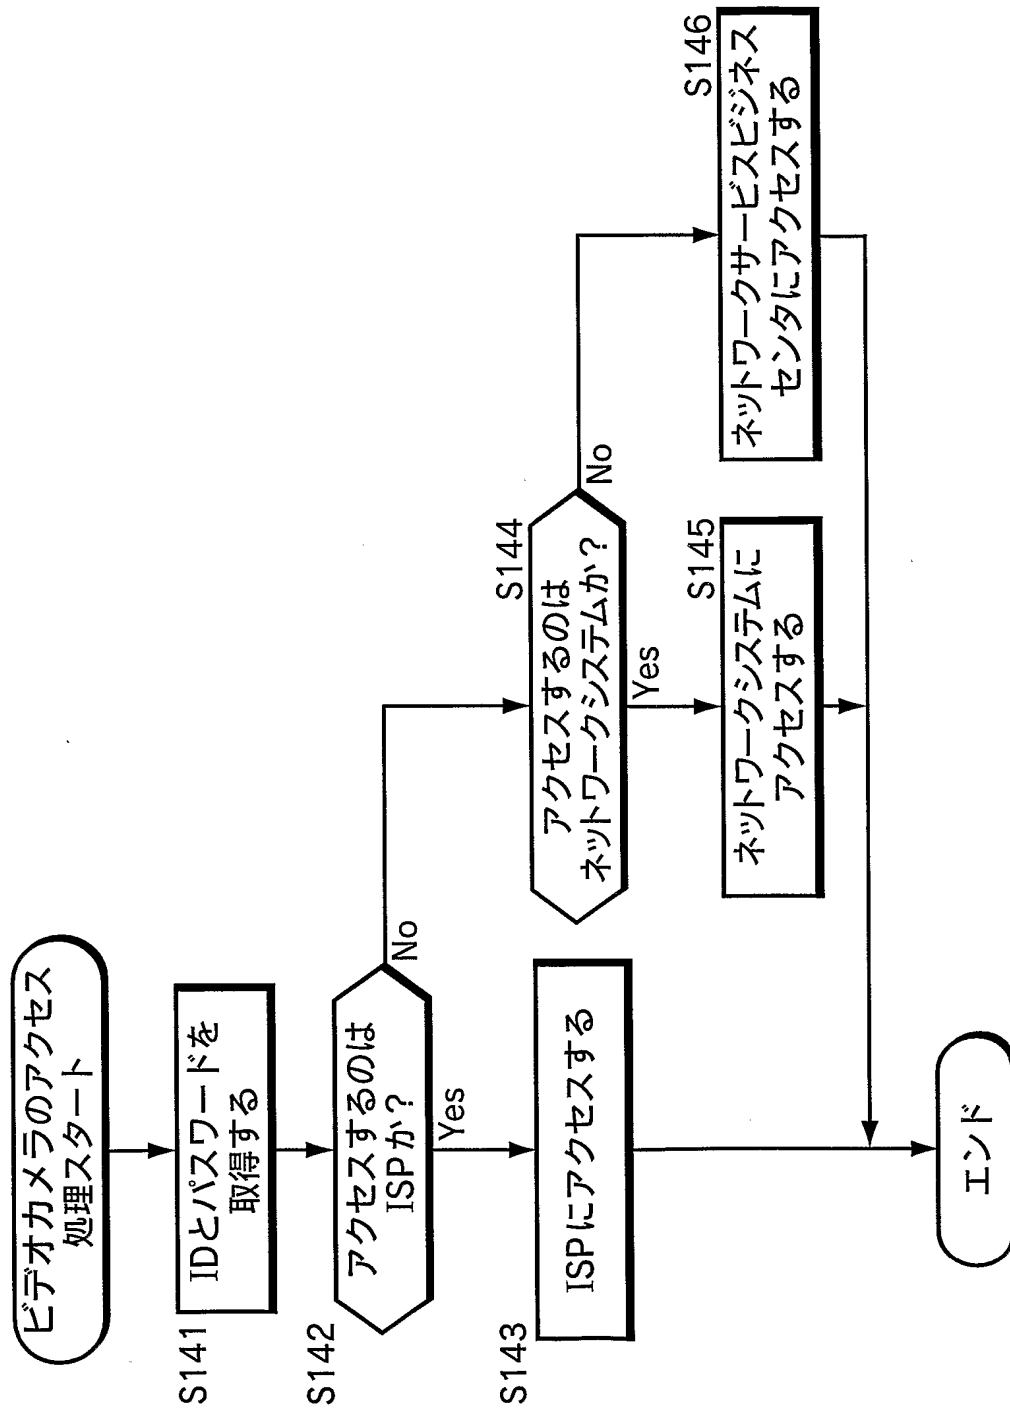 ビデオカメラのアクセス
処理スタート
S141
IDとパスワードを
取得する
S142
アクセスするのは
ISPか？
Yes
No
S143
ISPにアクセスする
S144
アクセスするのは
ネットワークシステムか？
Yes
No
S145
ネットワークシステムに
アクセスする
S146
ネットワークサービスビジネス
センタにアクセスする
エンド